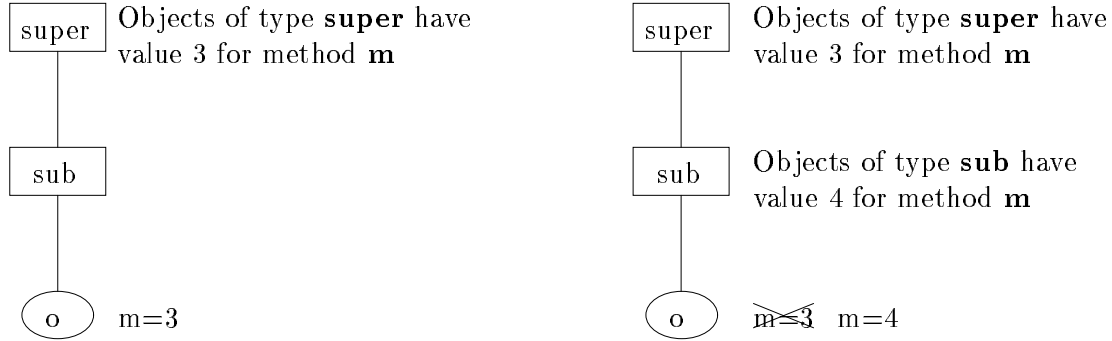 super
Objects of type super have
value 3 for method m
sub
o
m=3
super
Objects of type super have
value 3 for method m
sub
Objects of type sub have
value 4 for method m
o
m=3 m=4